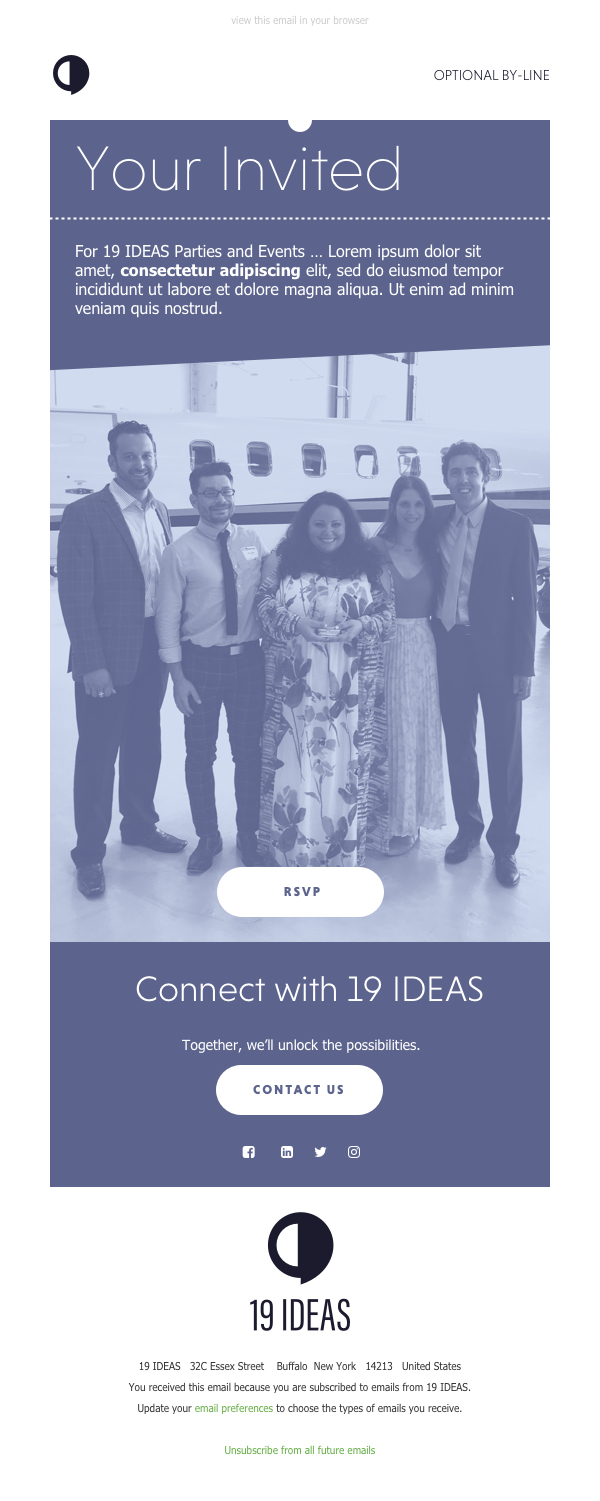 view this email in your browser
OPTIONAL BY-LINE
Your Invited
For 19 IDEAS Parties and Events ... Lorem ipsum dolor sit
amet, consectetur adipiscing elit, sed do eiusmod tempor
incididunt ut labore et dolore magna aliqua. Ut enim ad minim
veniam quis nostrud.
RSVP
Connect with 19 IDEAS
Together, we’ll unlock the possibilities.
CONTACT US
19 IDEAS
19 IDEAS 32C Essex Street Buffalo New York 14213 United States
You received this email because you are subscribed to emails from 19 IDEAS.
Update your email preferences to choose the types of emails you receive.
Unsubscribe from all future emails